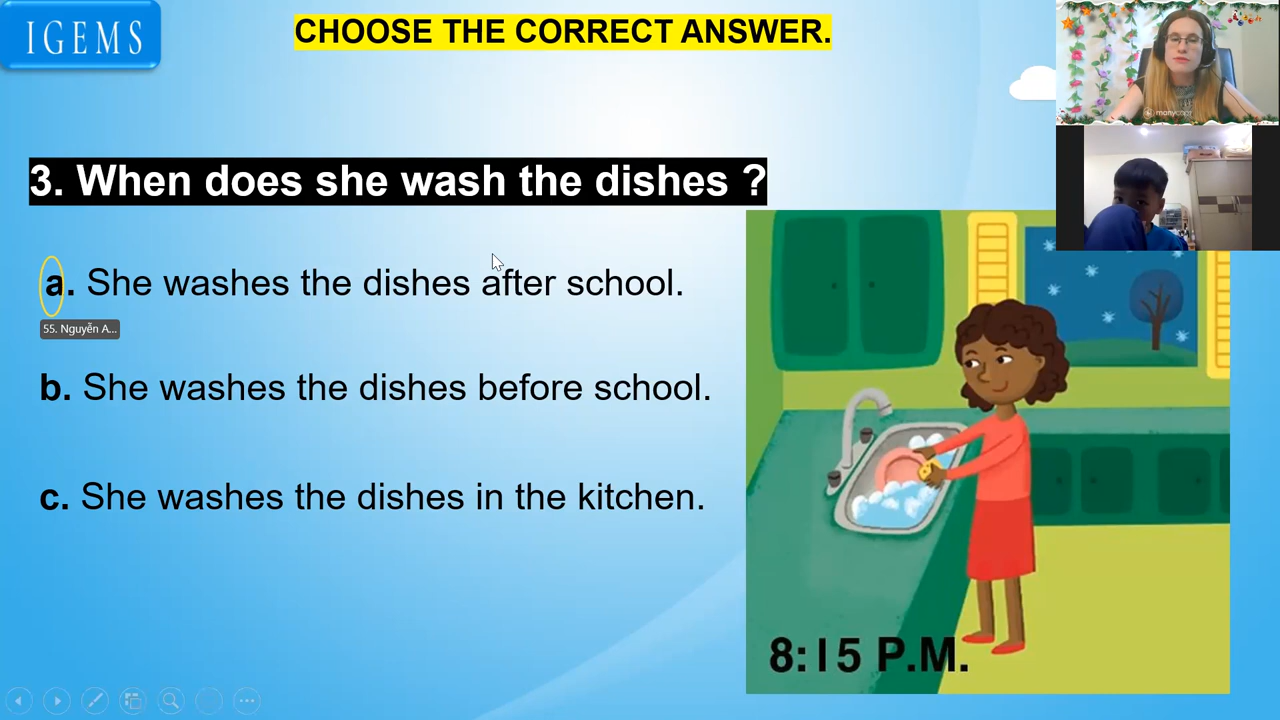 IGEMS
CHOOSE THE CORRECT ANSWER.
3. When does she wash the dishes ?
a. She washes the dishes after school.
55. Nguyễn A...
b. She washes the dishes before school.
c. She washes the dishes in the kitchen.
8:15 P.M.
manycam